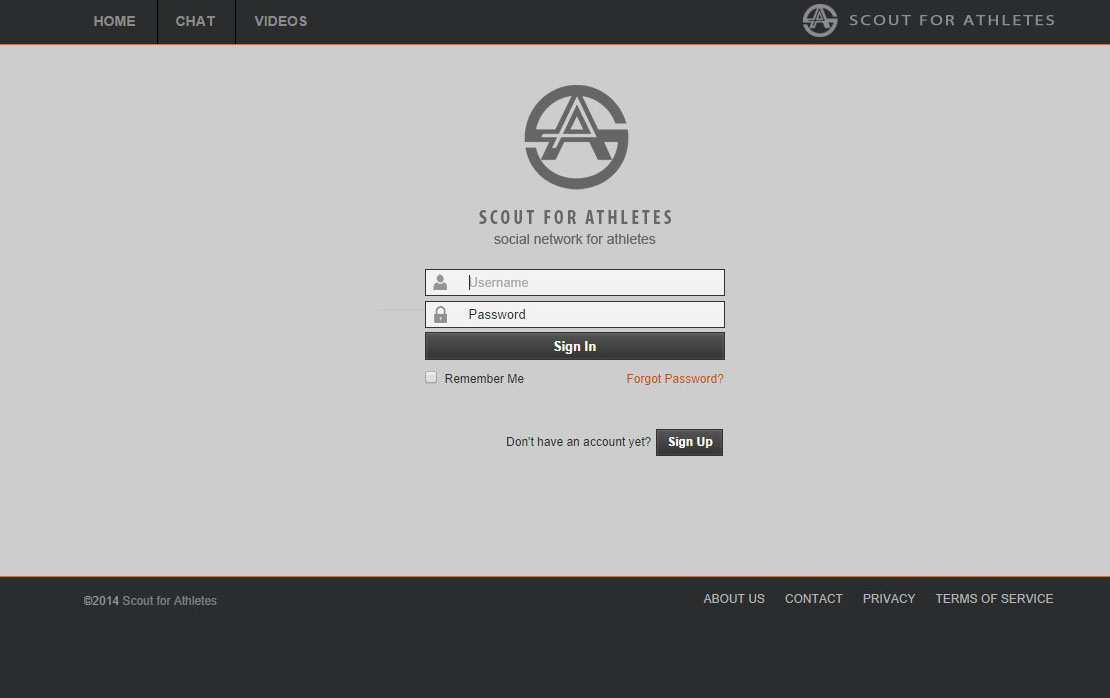 HOME CHAT VIDEOS SCOUT FOR ATHLETES
SCOUT FOR ATHLETES
social network for athletes
Username
Password
Sign In
Remember Me Forgot Password?
Don't have an account yet? Sign Up
©2014 Scout for Athletes ABOUT US CONTACT PRIVACY TERMS OF SERVICE